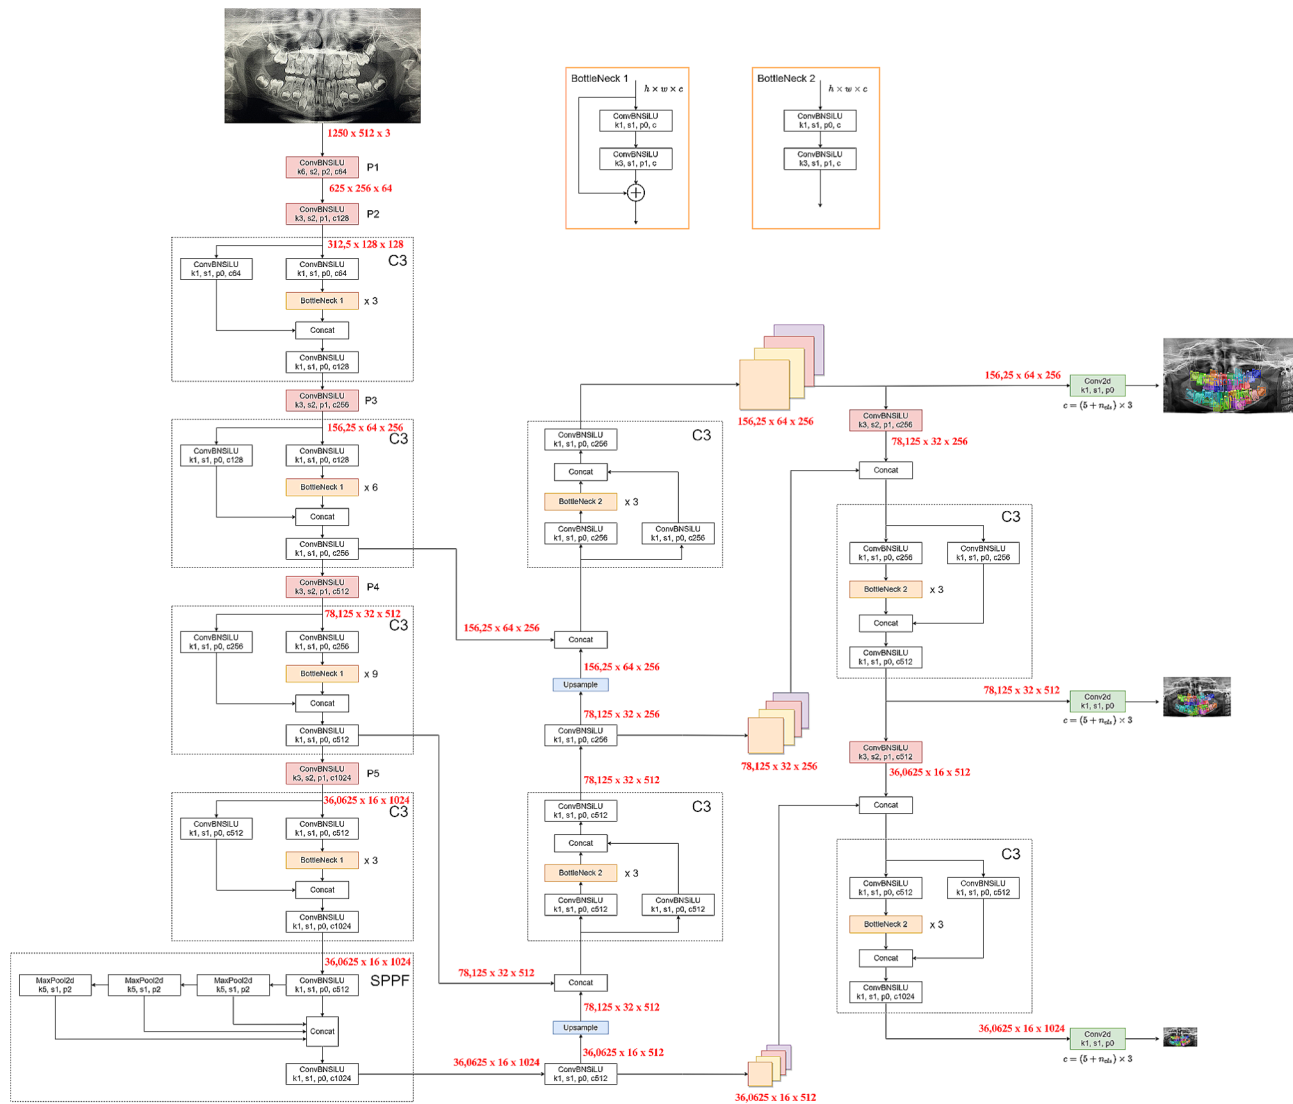 1250 x 512 x 3
ConvBNSiLU
k6, s2, p2, c64
P1
625 x 256 x 64
ConvBNSiLU
k3, s2, p1, c128
P2
312,5 x 128 x 128
C3
ConvBNSiLU
k1, s1, p0, c64
ConvBNSiLU
k1, s1, p0, c64
BottleNeck 1
x 3
Concat
ConvBNSiLU
k1, s1, p0, c128
ConvBNSiLU
k3, s2, p1, c256
P3
156,25 x 64 x 256
C3
ConvBNSiLU
k1, s1, p0, c128
ConvBNSiLU
k1, s1, p0, c128
BottleNeck 1
x 6
Concat
ConvBNSiLU
k1, s1, p0, c256
ConvBNSiLU
k3, s2, p1, c512
P4
78,125 x 32 x 512
C3
ConvBNSiLU
k1, s1, p0, c256
ConvBNSiLU
k1, s1, p0, c256
BottleNeck 1
x 9
Concat
ConvBNSiLU
k1, s1, p0, c512
ConvBNSiLU
k3, s2, p1, c1024
P5
36,0625 x 16 x 1024
C3
ConvBNSiLU
k1, s1, p0, c512
ConvBNSiLU
k1, s1, p0, c512
BottleNeck 1
x 3
Concat
ConvBNSiLU
k1, s1, p0, c1024
36,0625 x 16 x 1024
SPPF
MaxPool2d
k5, s1, p2
MaxPool2d
k5, s1, p2
MaxPool2d
k5, s1, p2
ConvBNSiLU
k1, s1, p0, c512
Concat
ConvBNSiLU
k1, s1, p0, c1024
BottleNeck 1
h × w × c
ConvBNSiLU
k1, s1, p0, c
ConvBNSiLU
k3, s1, p1, c
BottleNeck 2
h × w × c
ConvBNSiLU
k1, s1, p0, c
ConvBNSiLU
k3, s1, p1, c
C3
ConvBNSiLU
k1, s1, p0, c256
Concat
BottleNeck 2
x 3
ConvBNSiLU
k1, s1, p0, c256
ConvBNSiLU
k1, s1, p0, c256
156,25 x 64 x 256
Concat
156,25 x 64 x 256
Upsample
78,125 x 32 x 256
ConvBNSiLU
k1, s1, p0, c256
78,125 x 32 x 512
C3
ConvBNSiLU
k1, s1, p0, c512
Concat
BottleNeck 2
x 3
ConvBNSiLU
k1, s1, p0, c512
ConvBNSiLU
k1, s1, p0, c512
78,125 x 32 x 512
Concat
78,125 x 32 x 512
Upsample
36,0625 x 16 x 512
36,0625 x 16 x 1024
ConvBNSiLU
k1, s1, p0, c512
156,25 x 64 x 256
78,125 x 32 x 256
36,0625 x 16 x 512
156,25 x 64 x 256
Conv2d
k1, s1, p0
c = (5 + n_cls) × 3
ConvBNSiLU
k3, s2, p1, c256
78,125 x 32 x 256
Concat
C3
ConvBNSiLU
k1, s1, p0, c256
ConvBNSiLU
k1, s1, p0, c256
BottleNeck 2
x 3
Concat
ConvBNSiLU
k1, s1, p0, c512
78,125 x 32 x 512
Conv2d
k1, s1, p0
c = (5 + n_cls) × 3
ConvBNSiLU
k3, s2, p1, c512
36,0625 x 16 x 512
Concat
C3
ConvBNSiLU
k1, s1, p0, c512
ConvBNSiLU
k1, s1, p0, c512
BottleNeck 2
x 3
Concat
ConvBNSiLU
k1, s1, p0, c1024
36,0625 x 16 x 1024
Conv2d
k1, s1, p0
c = (5 + n_cls) × 3